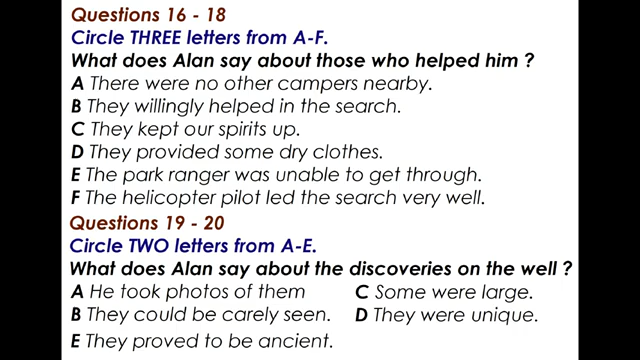 Questions 16 - 18
Circle THREE letters from A-F.
What does Alan say about those who helped him ?
A There were no other campers nearby.
B They willingly helped in the search.
C They kept our spirits up.
D They provided some dry clothes.
E The park ranger was unable to get through.
F The helicopter pilot led the search very well.
Questions 19 - 20
Circle TWO letters from A-E.
What does Alan say about the discoveries on the well ?
A He took photos of them
C Some were large.
B They could be carely seen.
D They were unique.
E They proved to be ancient.